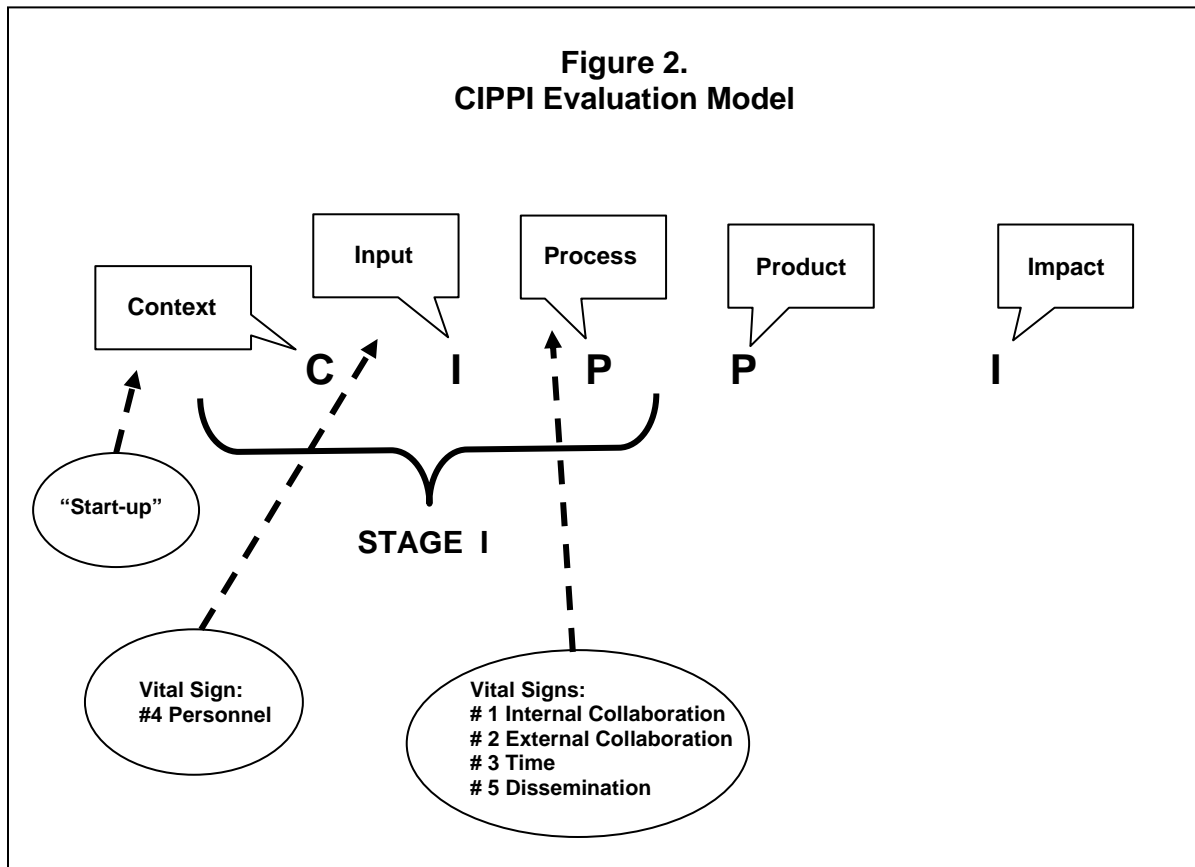 Figure 2.
CIPPI Evaluation Model
Context
Input
Process
Product
Impact
C I P P I
“Start-up”
STAGE I
Vital Sign:
#4 Personnel
Vital Signs:
# 1 Internal Collaboration
# 2 External Collaboration
# 3 Time
# 5 Dissemination